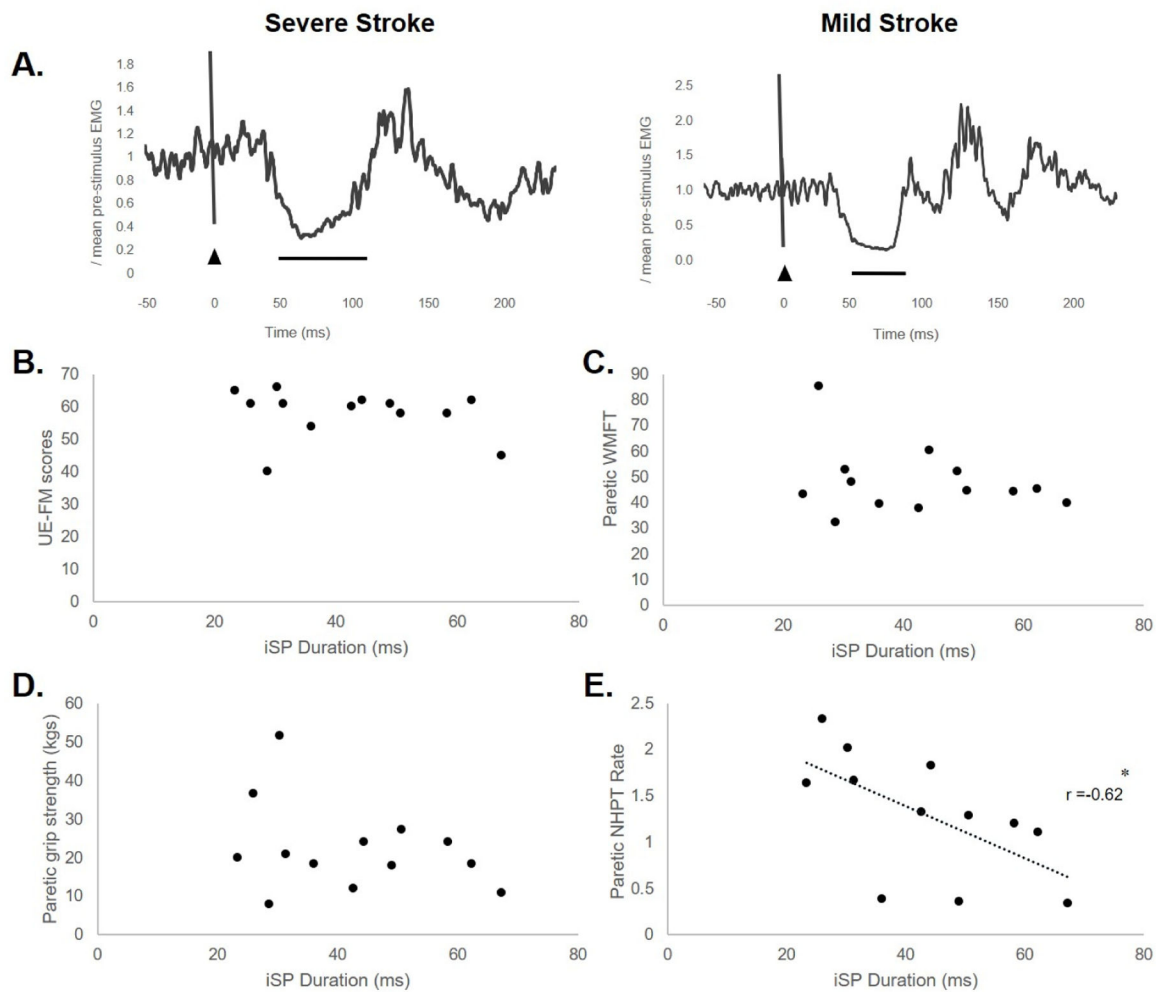 Severe Stroke
Mild Stroke
A.
/ mean pre-stimulus EMG
1.8
1.6
1.4
1.2
1
0.8
0.6
0.4
0.2
0
-50 0 50 100 150 200
Time (ms)
/ mean pre-stimulus EMG
2.5
2.0
1.5
1.0
0.5
0.0
-50 0 50 100 150 200
Time (ms)
B.
UE-FM scores
70
60
50
40
30
20
10
0
0 20 40 60 80
iSP Duration (ms)
C.
Paretic WMFT
90
80
70
60
50
40
30
20
10
0
0 20 40 60 80
iSP Duration (ms)
D.
Paretic grip strength (kgs)
60
50
40
30
20
10
0
0 20 40 60 80
iSP Duration (ms)
E.
Paretic NHPT Rate
2.5
2
1.5
1
0.5
0
*
r =-0.62
0 20 40 60 80
iSP Duration (ms)